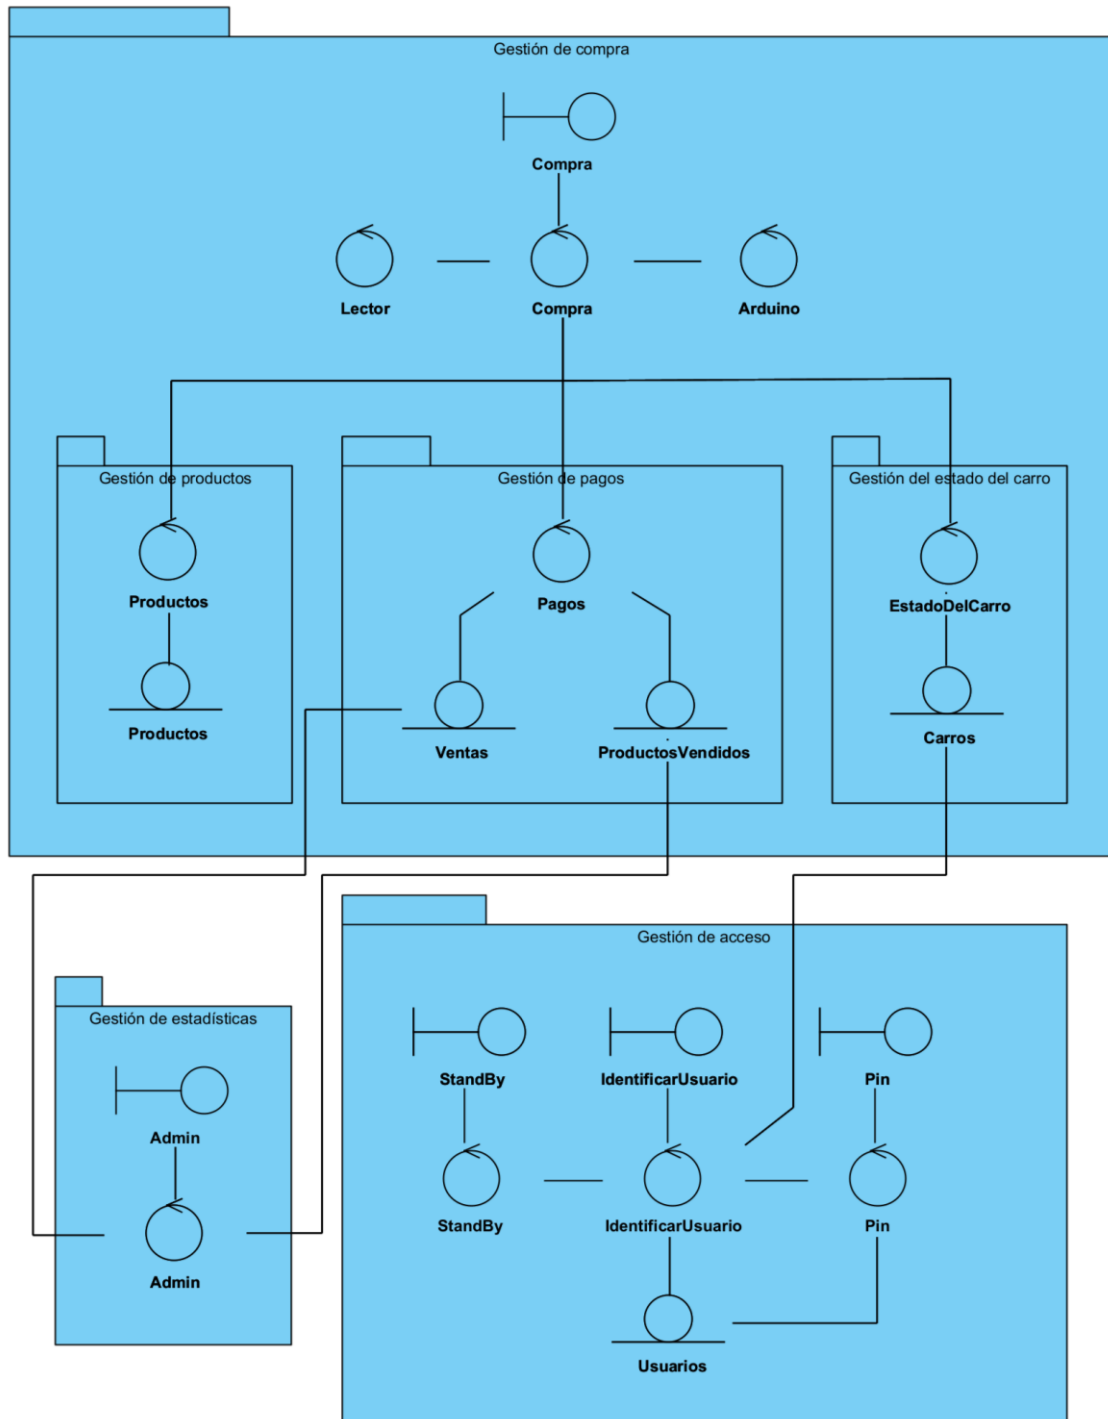 Gestión de compra
Compra
Lector
Compra
Arduino
Gestión de productos
Gestión de pagos
Gestión del estado del carro
Productos
Pagos
EstadoDelCarro
Productos
Ventas
ProductosVendidos
Carros
Gestión de acceso
Gestión de estadísticas
StandBy
IdentificarUsuario
Pin
Admin
StandBy
IdentificarUsuario
Pin
Admin
Usuarios